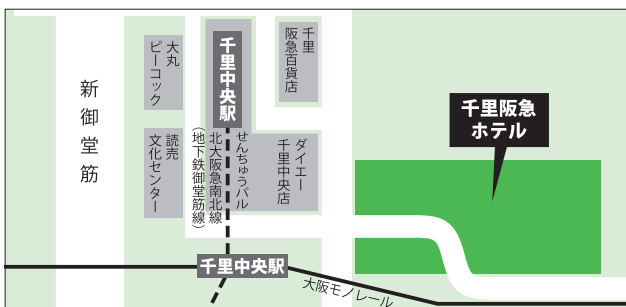 新御堂筋
大丸
ピーコック
読売
文化センター
千里中央駅
千里
阪急百貨店
せんちゅうパル
北大阪急南北線
(地下鉄御堂筋線)
ダイエー
千里中央店
千里阪急
ホテル
千里中央駅
大阪モノレール